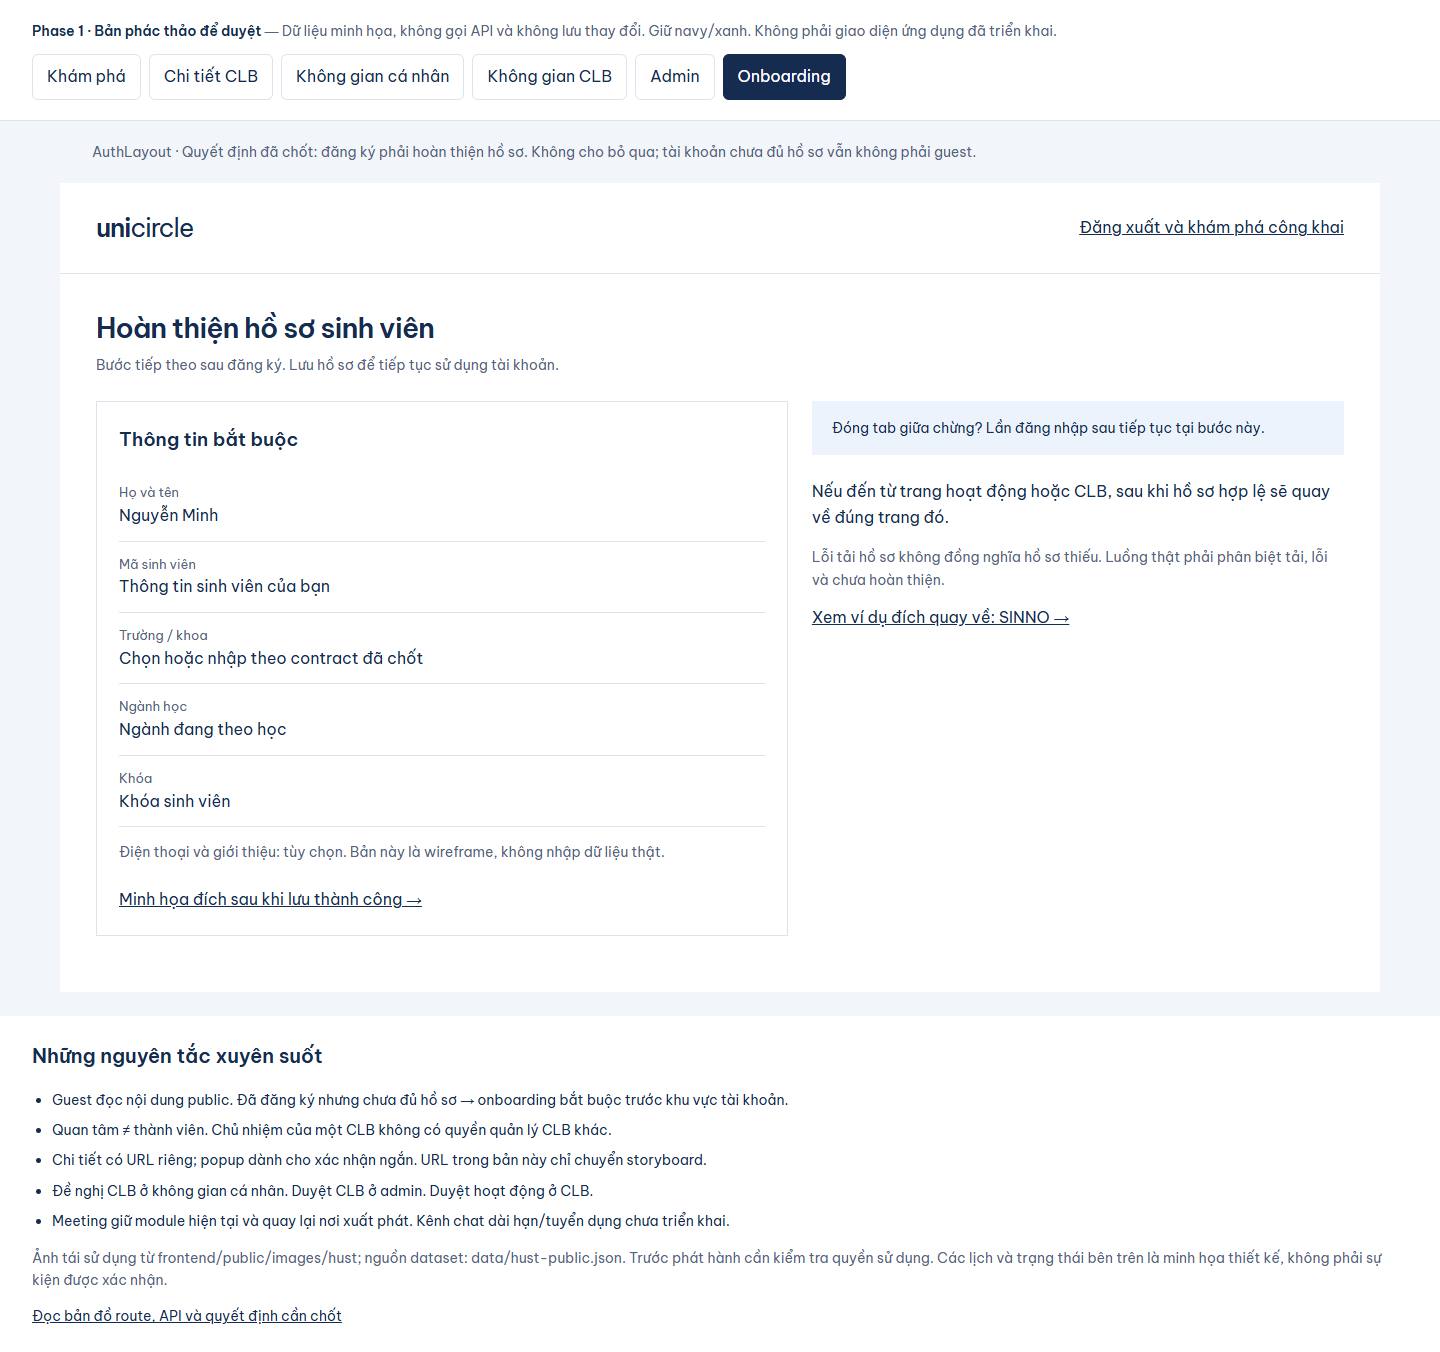 Phase 1 · Bản phác thảo để duyệt — Dữ liệu minh họa, không gọi API và không lưu thay đổi. Giữ navy/xanh. Không phải giao diện ứng dụng đã triển khai.
Khám phá
Chi tiết CLB
Không gian cá nhân
Không gian CLB
Admin
Onboarding
AuthLayout · Quyết định đã chốt: đăng ký phải hoàn thiện hồ sơ. Không cho bỏ qua; tài khoản chưa đủ hồ sơ vẫn không phải guest.
unicircle
Đăng xuất và khám phá công khai
Hoàn thiện hồ sơ sinh viên
Bước tiếp theo sau đăng ký. Lưu hồ sơ để tiếp tục sử dụng tài khoản.
Thông tin bắt buộc
Họ và tên
Nguyễn Minh
Mã sinh viên
Thông tin sinh viên của bạn
Trường / khoa
Chọn hoặc nhập theo contract đã chốt
Ngành học
Ngành đang theo học
Khóa
Khóa sinh viên
Điện thoại và giới thiệu: tùy chọn. Bản này là wireframe, không nhập dữ liệu thật.
Minh họa đích sau khi lưu thành công →
Đóng tab giữa chừng? Lần đăng nhập sau tiếp tục tại bước này.
Nếu đến từ trang hoạt động hoặc CLB, sau khi hồ sơ hợp lệ sẽ quay
về đúng trang đó.
Lỗi tải hồ sơ không đồng nghĩa hồ sơ thiếu. Luồng thật phải phân biệt tải, lỗi
và chưa hoàn thiện.
Xem ví dụ đích quay về: SINNO →
Những nguyên tắc xuyên suốt
• Guest đọc nội dung public. Đã đăng ký nhưng chưa đủ hồ sơ → onboarding bắt buộc trước khu vực tài khoản.
• Quan tâm ≠ thành viên. Chủ nhiệm của một CLB không có quyền quản lý CLB khác.
• Chi tiết có URL riêng; popup dành cho xác nhận ngắn. URL trong bản này chỉ chuyển storyboard.
• Đề nghị CLB ở không gian cá nhân. Duyệt CLB ở admin. Duyệt hoạt động ở CLB.
• Meeting giữ module hiện tại và quay lại nơi xuất phát. Kênh chat dài hạn/tuyển dụng chưa triển khai.
Ảnh tái sử dụng từ frontend/public/images/hust; nguồn dataset: data/hust-public.json. Trước phát hành cần kiểm tra quyền sử dụng. Các lịch và trạng thái bên trên là minh họa thiết kế, không phải sự
kiện được xác nhận.
Đọc bản đồ route, API và quyết định cần chốt